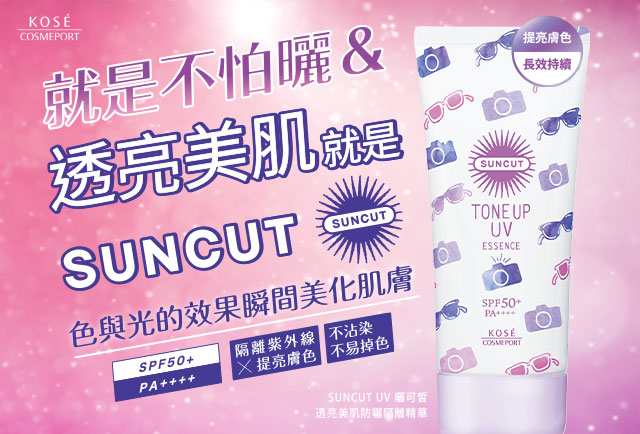 KOSÉ
COSMEPORT
就是不怕曬&
透亮美肌就是
SUNCUT
SUNCUT
色與光的效果瞬間美化肌膚
SPF50+
PA++++
隔離紫外線
×提亮膚色
不沾染
不易掉色
提亮膚色
長效持續
SUNCUT
TONE UP
UV
ESSENCE
SPF50+
PA++++
KOSÉ
COSMEPORT
SUNCUT UV 曬可皙
透亮美肌防曬隔離精華